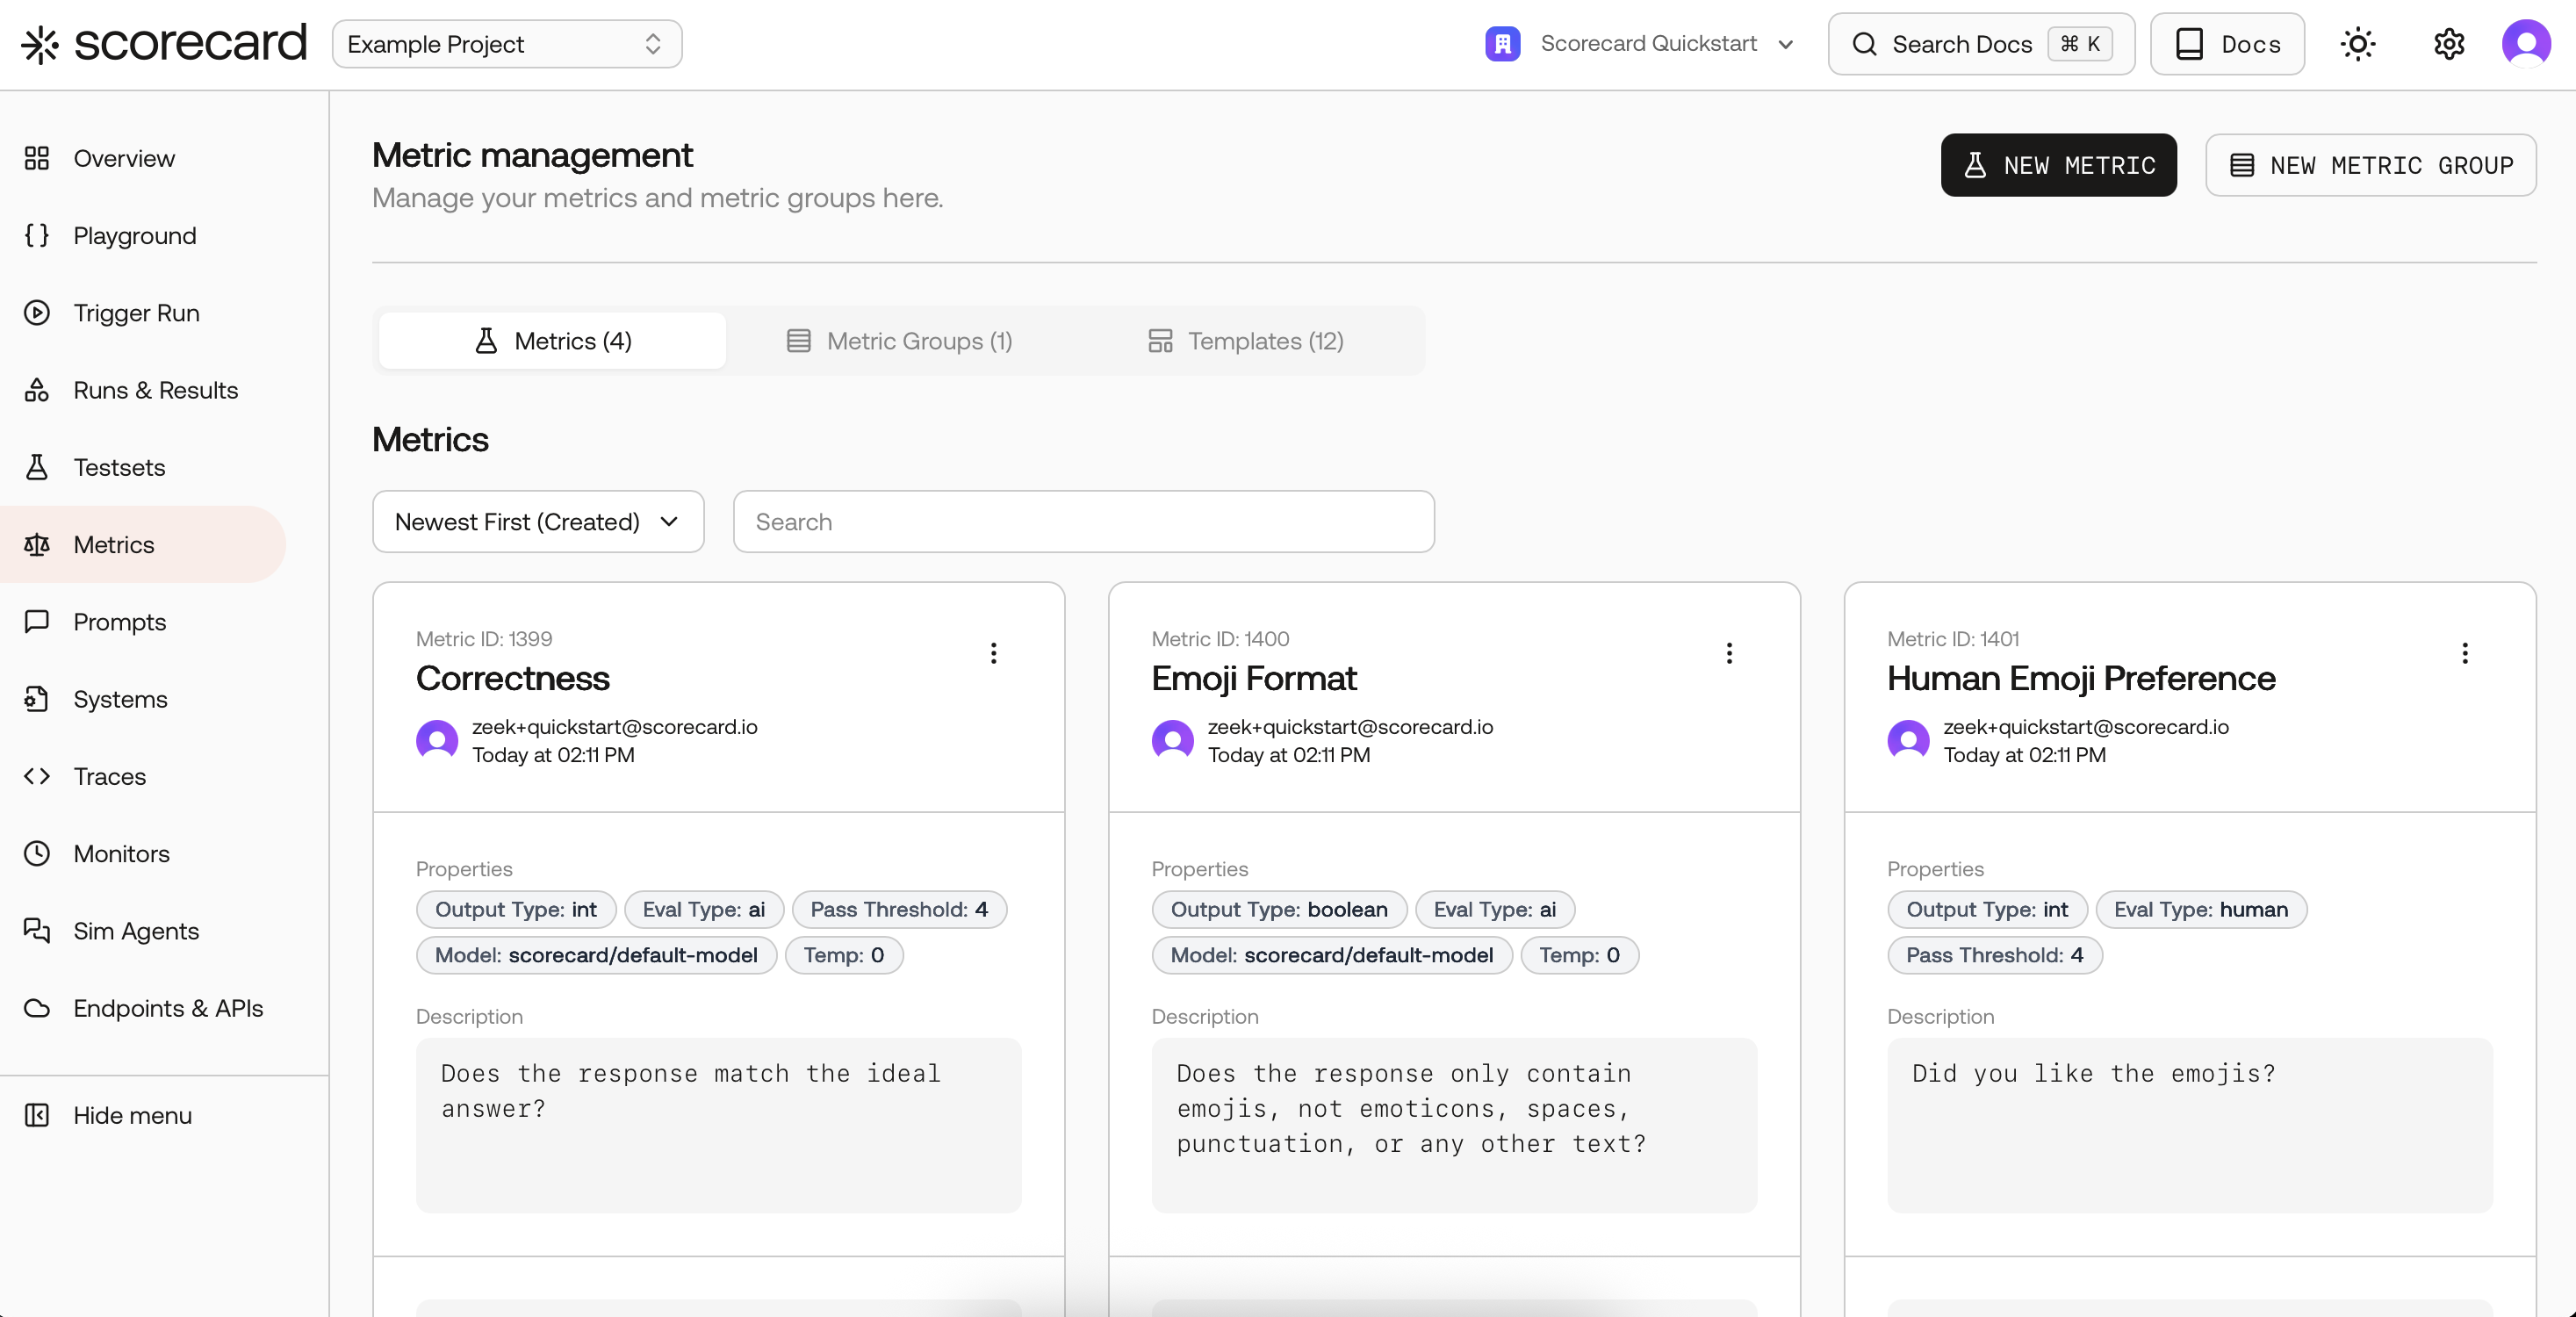 scorecard
Example Project
Scorecard Quickstart
Search Docs
⌘ K
Docs
Overview
Playground
Trigger Run
Runs & Results
Testsets
Metrics
Prompts
Systems
Traces
Monitors
Sim Agents
Endpoints & APIs
Hide menu
Metric management
Manage your metrics and metric groups here.
NEW METRIC
NEW METRIC GROUP
Metrics (4)
Metric Groups (1)
Templates (12)
Metrics
Newest First (Created)
Search
Metric ID: 1399
Correctness
zeek+quickstart@scorecard.io
Today at 02:11 PM
Properties
Output Type: int
Eval Type: ai
Pass Threshold: 4
Model: scorecard/default-model
Temp: 0
Description
Does the response match the ideal
answer?
Metric ID: 1400
Emoji Format
zeek+quickstart@scorecard.io
Today at 02:11 PM
Properties
Output Type: boolean
Eval Type: ai
Model: scorecard/default-model
Temp: 0
Description
Does the response only contain
emojis, not emoticons, spaces,
punctuation, or any other text?
Metric ID: 1401
Human Emoji Preference
zeek+quickstart@scorecard.io
Today at 02:11 PM
Properties
Output Type: int
Eval Type: human
Pass Threshold: 4
Description
Did you like the emojis?